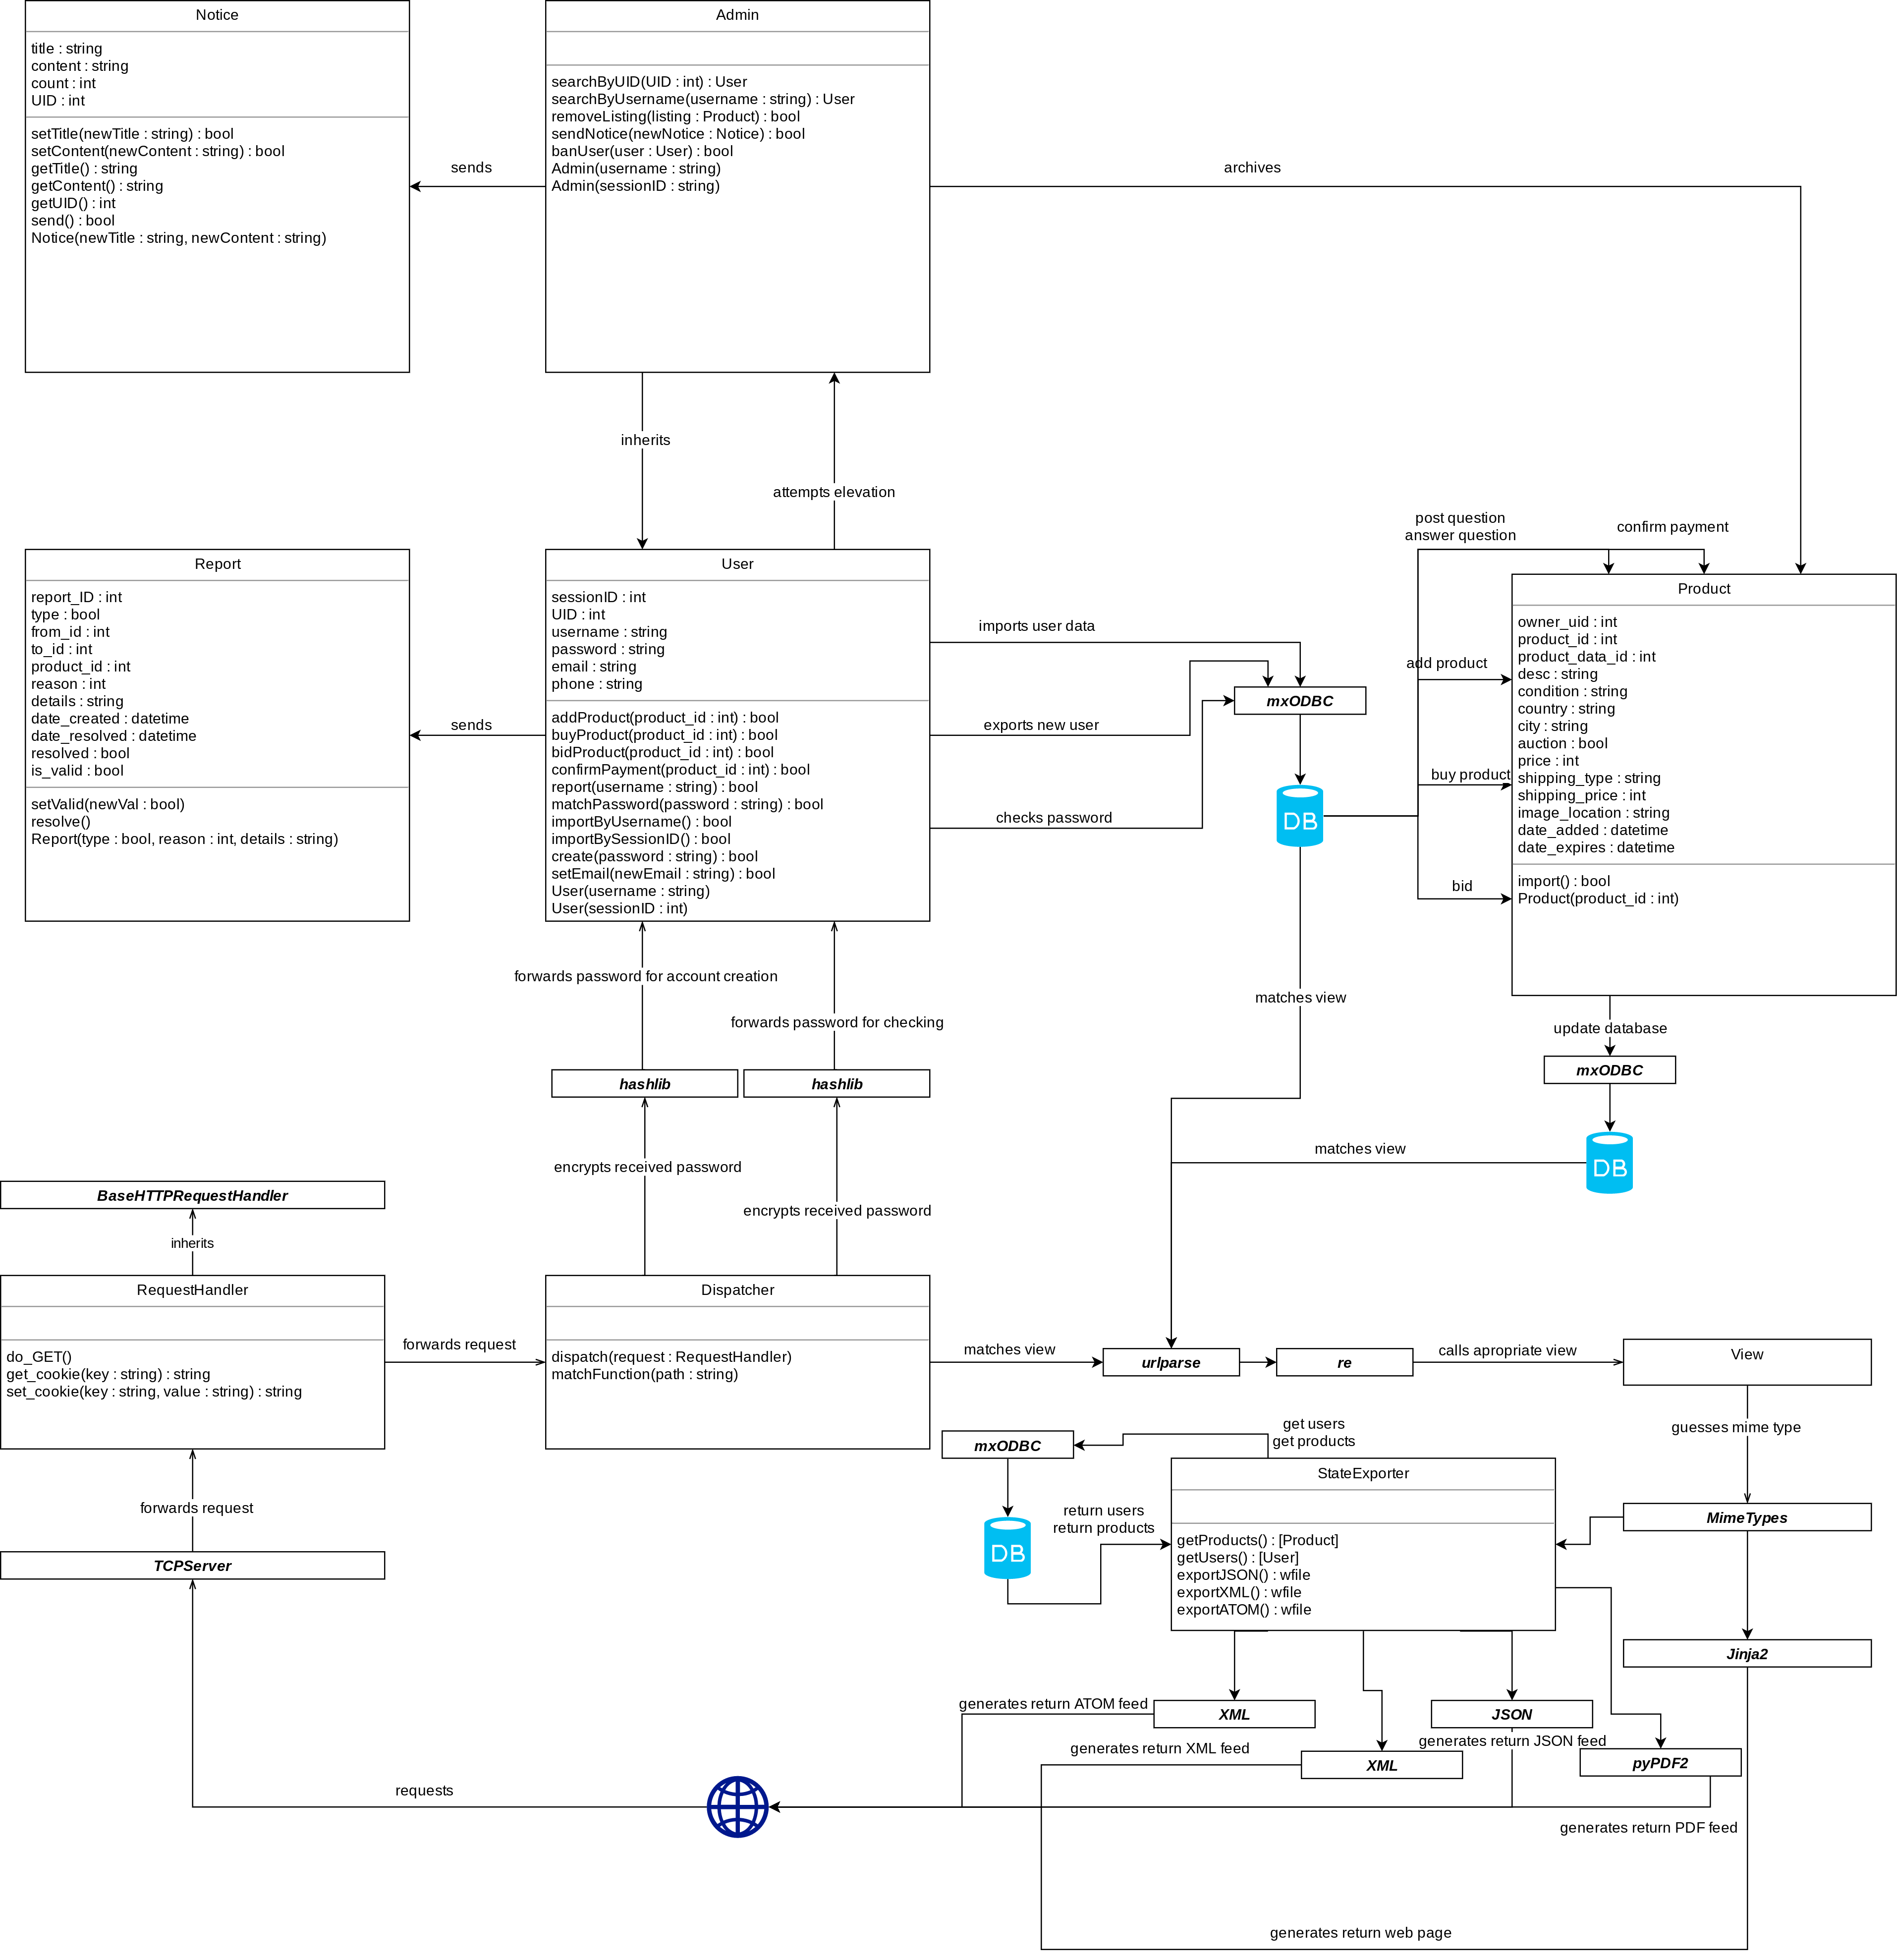 Notice
title : string
content : string
count : int
UID : int
setTitle(newTitle : string) : bool
setContent(newContent : string) : bool
getTitle() : string
getContent() : string
getUID() : int
send() : bool
Notice(newTitle : string, newContent : string)
sends
Admin
searchByUID(UID : int) : User
searchByUsername(username : string) : User
removeListing(listing : Product) : bool
sendNotice(newNotice : Notice) : bool
banUser(user : User) : bool
Admin(username : string)
Admin(sessionID : string)
archives
inherits
attempts elevation
Report
report_ID : int
type : bool
from_id : int
to_id : int
product_id : int
reason : int
details : string
date_created : datetime
date_resolved : datetime
resolved : bool
is_valid : bool
setValid(newVal : bool)
resolve()
Report(type : bool, reason : int, details : string)
sends
User
sessionID : int
UID : int
username : string
password : string
email : string
phone : string
addProduct(product_id : int) : bool
buyProduct(product_id : int) : bool
bidProduct(product_id : int) : bool
confirmPayment(product_id : int) : bool
report(username : string) : bool
matchPassword(password : string) : bool
importByUsername() : bool
importBySessionID() : bool
create(password : string) : bool
setEmail(newEmail : string) : bool
User(username : string)
User(sessionID : int)
imports user data
exports new user
checks password
mxODBC
DB
post question
answer question
confirm payment
add product
buy product
bid
Product
owner_uid : int
product_id : int
product_data_id : int
desc : string
condition : string
country : string
city : string
auction : bool
price : int
shipping_type : string
shipping_price : int
image_location : string
date_added : datetime
date_expires : datetime
import() : bool
Product(product_id : int)
forwards password for account creation
forwards password for checking
matches view
update database
mxODBC
DB
matches view
hashlib
hashlib
encrypts received password
encrypts received password
BaseHTTPRequestHandler
inherits
RequestHandler
do_GET()
get_cookie(key : string) : string
set_cookie(key : string, value : string) : string
forwards request
Dispatcher
dispatch(request : RequestHandler)
matchFunction(path : string)
matches view
urlparse
re
calls apropriate view
View
guesses mime type
get users
get products
mxODBC
DB
return users
return products
StateExporter
getProducts() : [Product]
getUsers() : [User]
exportJSON() : wfile
exportXML() : wfile
exportATOM() : wfile
MimeTypes
Jinja2
forwards request
TCPServer
generates return ATOM feed
XML
JSON
generates return JSON feed
generates return XML feed
XML
pyPDF2
requests
generates return PDF feed
generates return web page